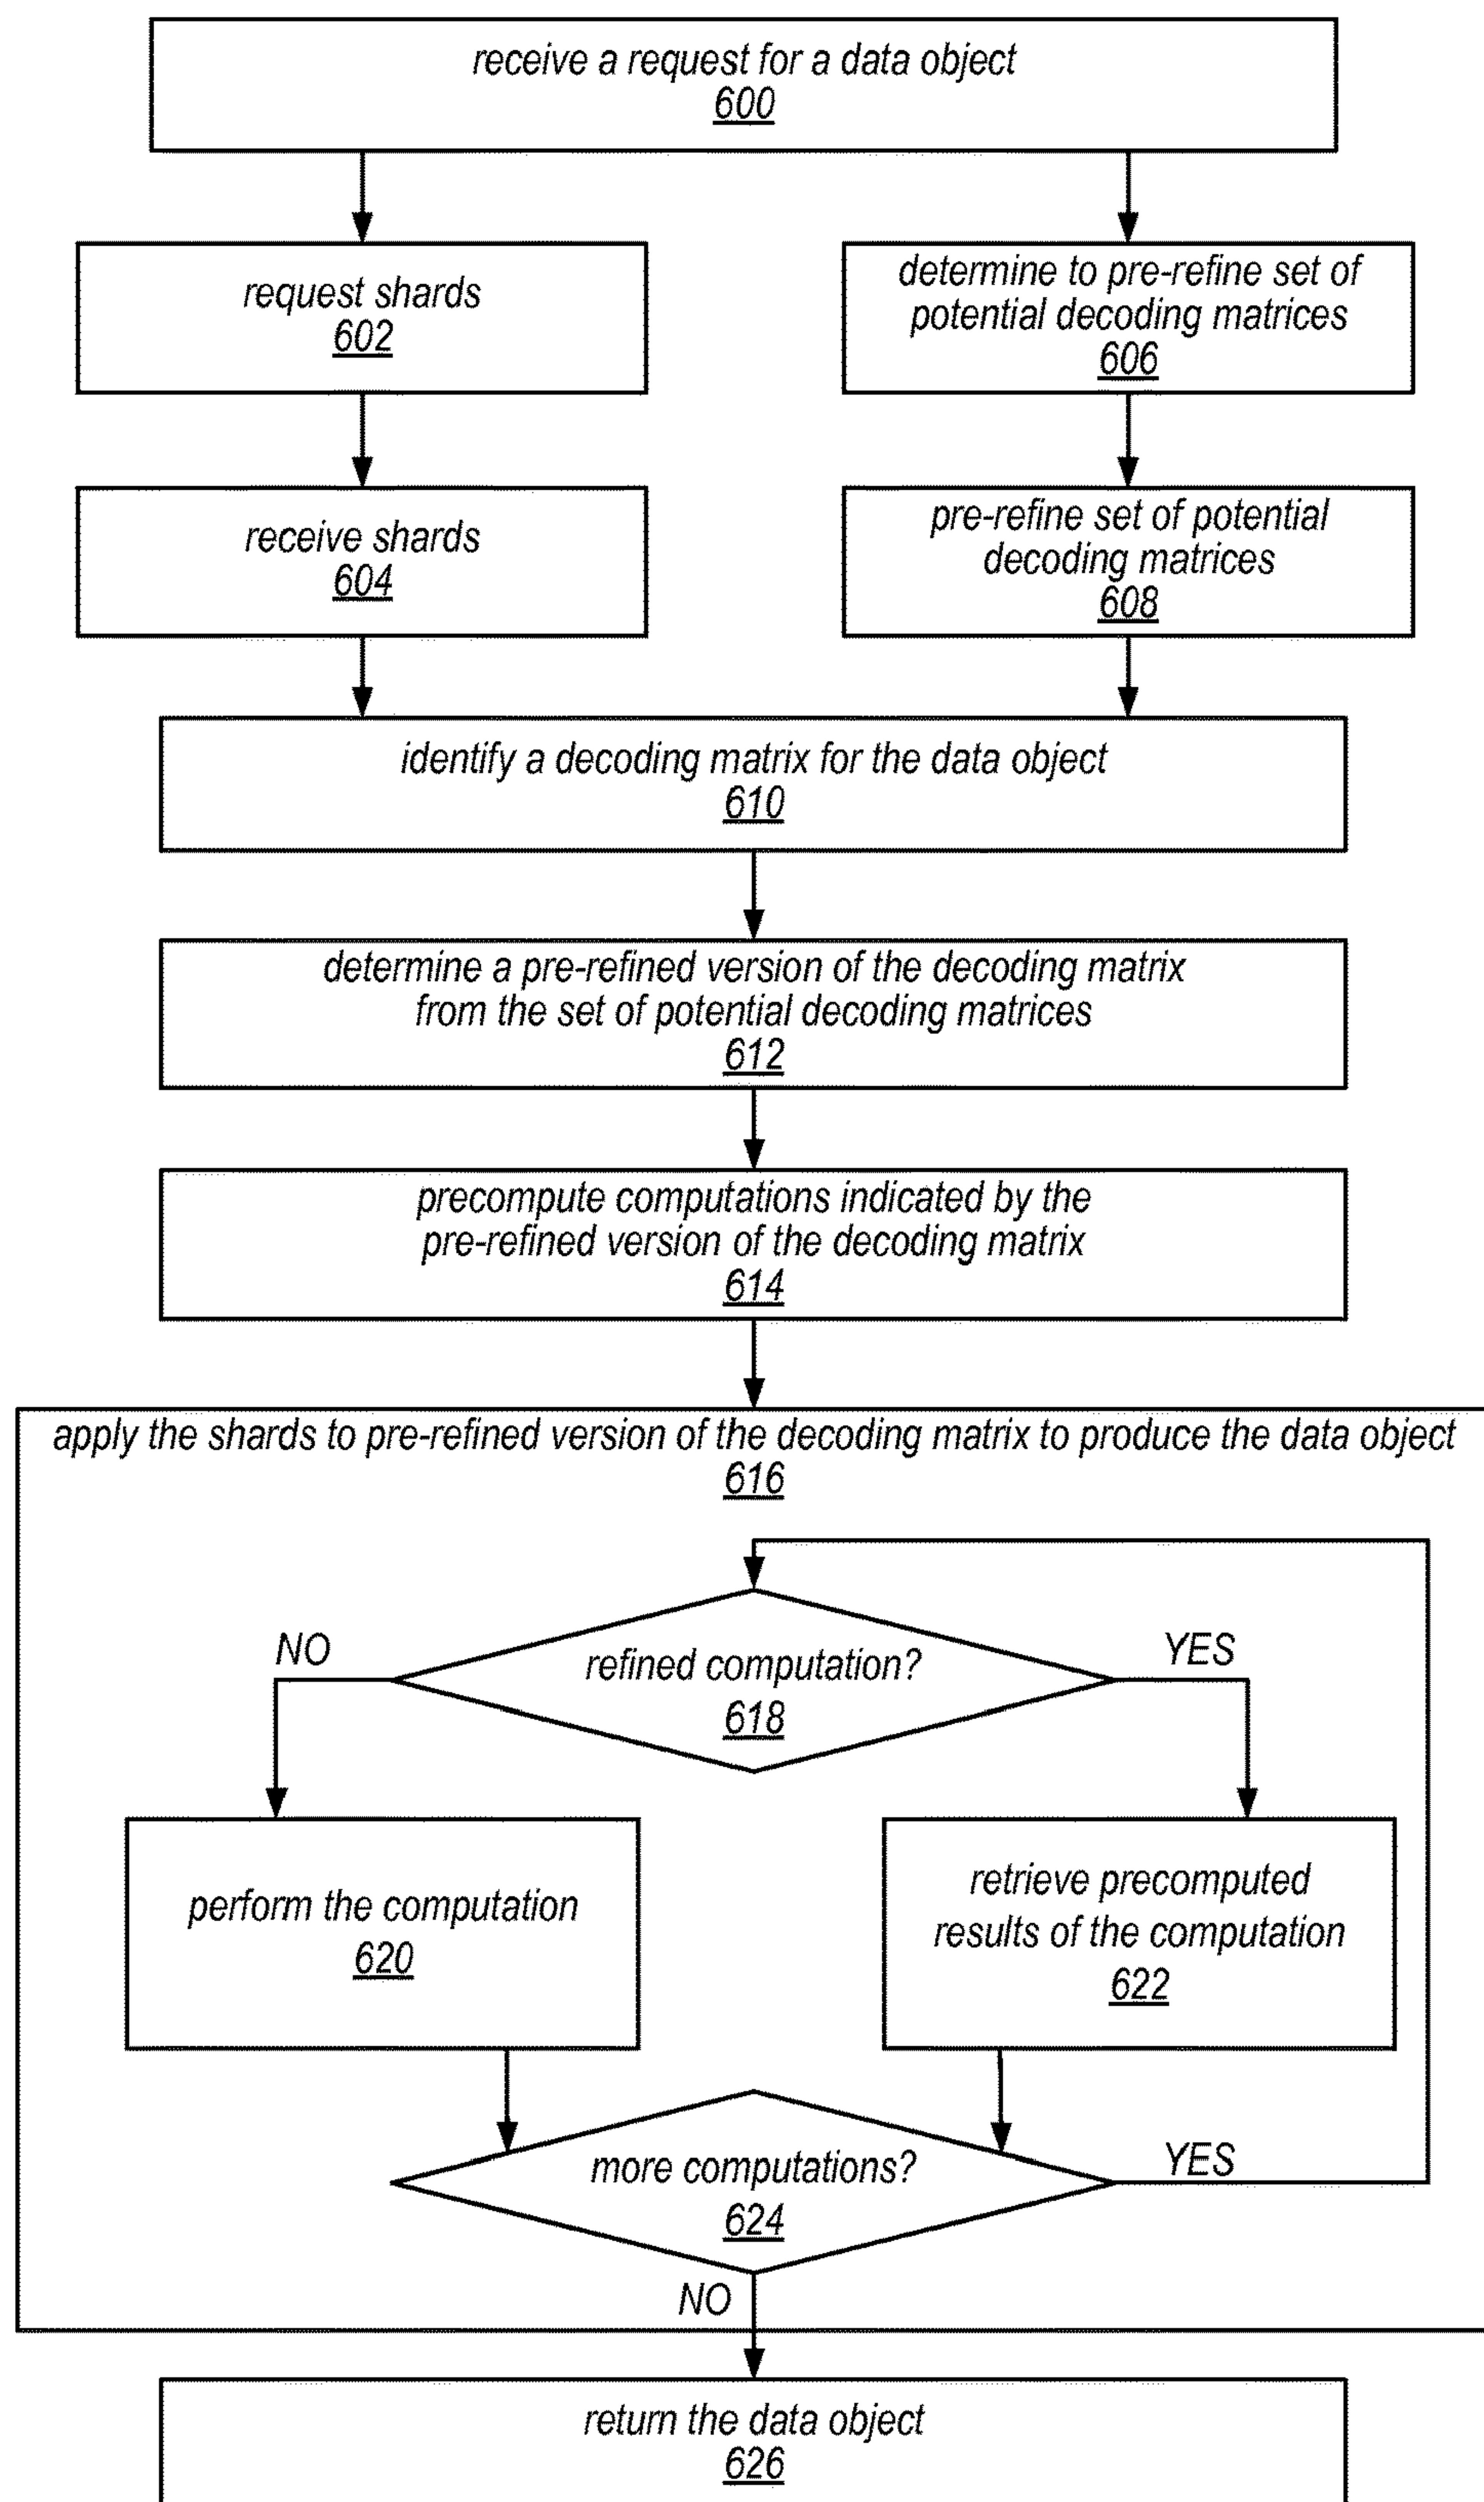 receive a request for a data object
600
request shards
602
determine to pre-refine set of
potential decoding matrices
606
receive shards
604
pre-refine set of potential
decoding matrices
608
identify a decoding matrix for the data object
610
determine a pre-refined version of the decoding matrix
from the set of potential decoding matrices
612
precompute computations indicated by the
pre-refined version of the decoding matrix
614
apply the shards to pre-refined version of the decoding matrix to produce the data object
616
NO
refined computation?
618
YES
perform the computation
620
retrieve precomputed
results of the computation
622
more computations?
624
YES
NO
return the data object
626